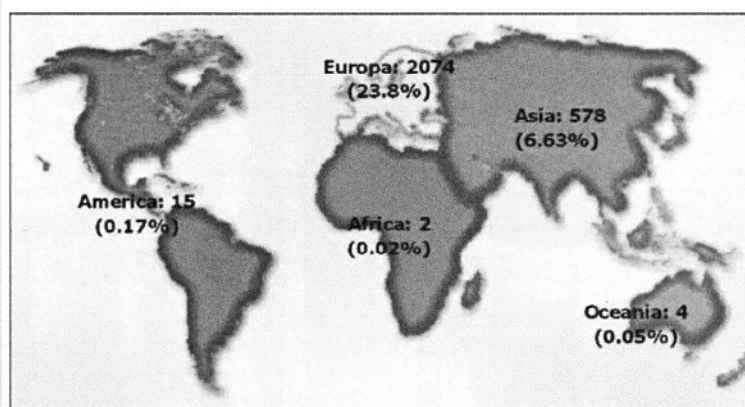 Europa: 2074
(23.8%)
Asia: 578
(6.63%)
America: 15
(0.17%)
Africa: 2
(0.02%)
Oceania: 4
(0.05%)